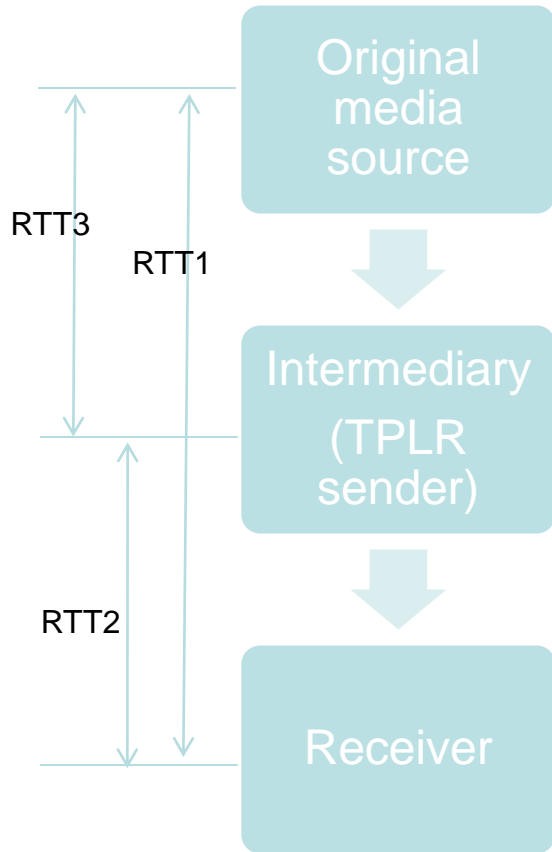 Original
media
source
RTT3
RTT1
Intermediary
(TPLR
sender)
RTT2
Receiver